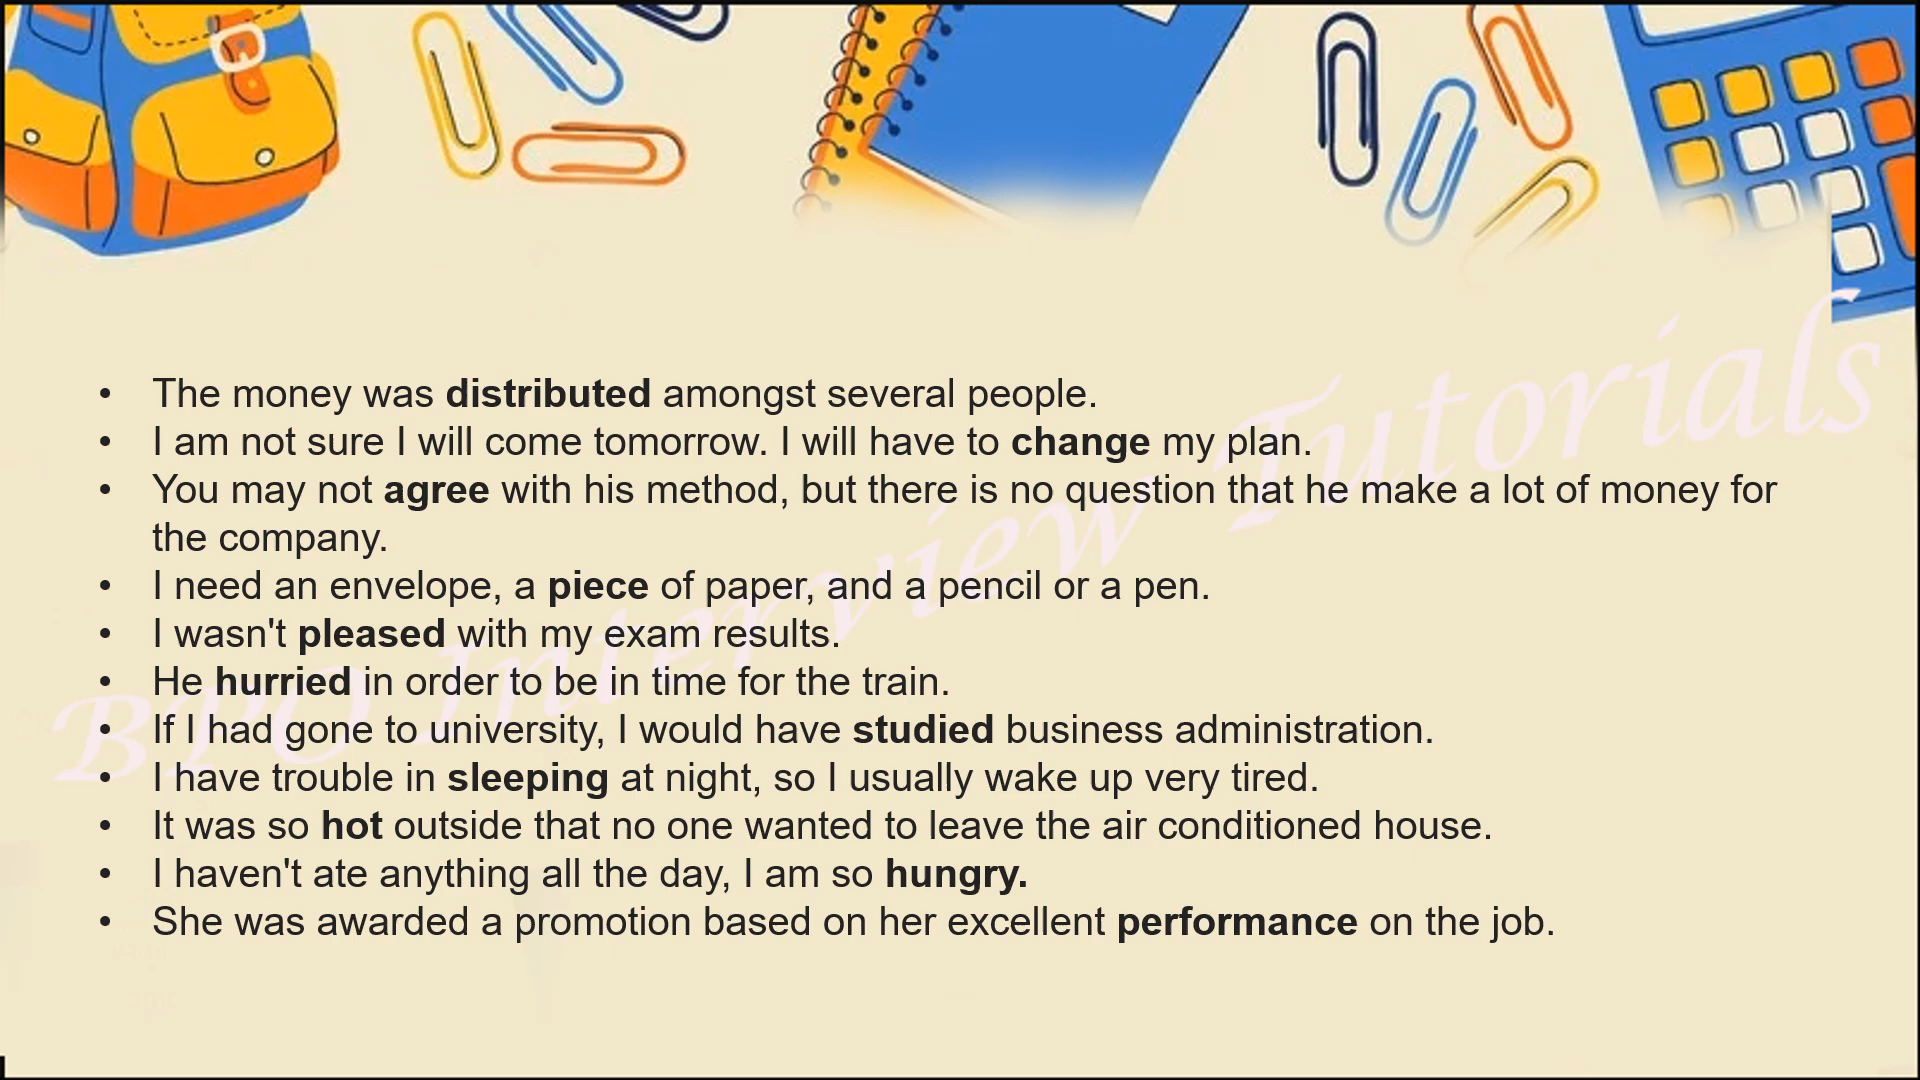 • The money was distributed amongst several people.
• I am not sure I will come tomorrow. I will have to change my plan.
• You may not agree with his method, but there is no question that he make a lot of money for
the company.
• I need an envelope, a piece of paper, and a pencil or a pen.
• I wasn't pleased with my exam results.
• He hurried in order to be in time for the train.
• If I had gone to university, I would have studied business administration.
• I have trouble in sleeping at night, so I usually wake up very tired.
• It was so hot outside that no one wanted to leave the air conditioned house.
• I haven't ate anything all the day, I am so hungry.
• She was awarded a promotion based on her excellent performance on the job.
BPO Interview Tutorials